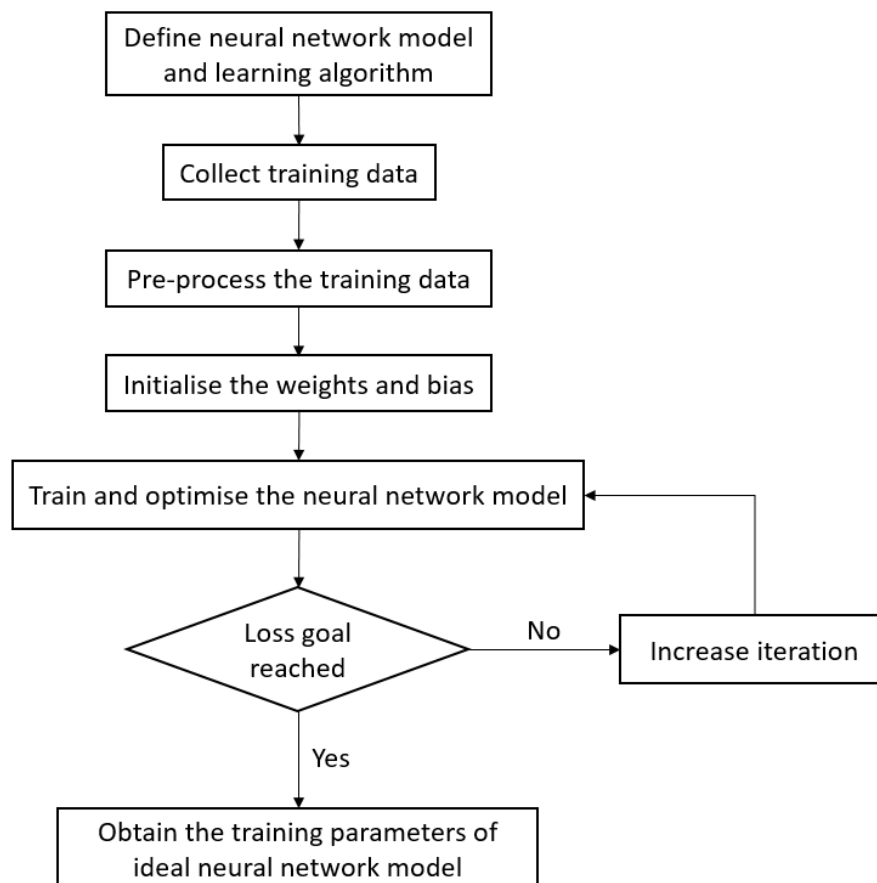 Define neural network model
and learning algorithm
Collect training data
Pre-process the training data
Initialise the weights and bias
Train and optimise the neural network model
Loss goal
reached
No
Increase iteration
Yes
Obtain the training parameters of
ideal neural network model